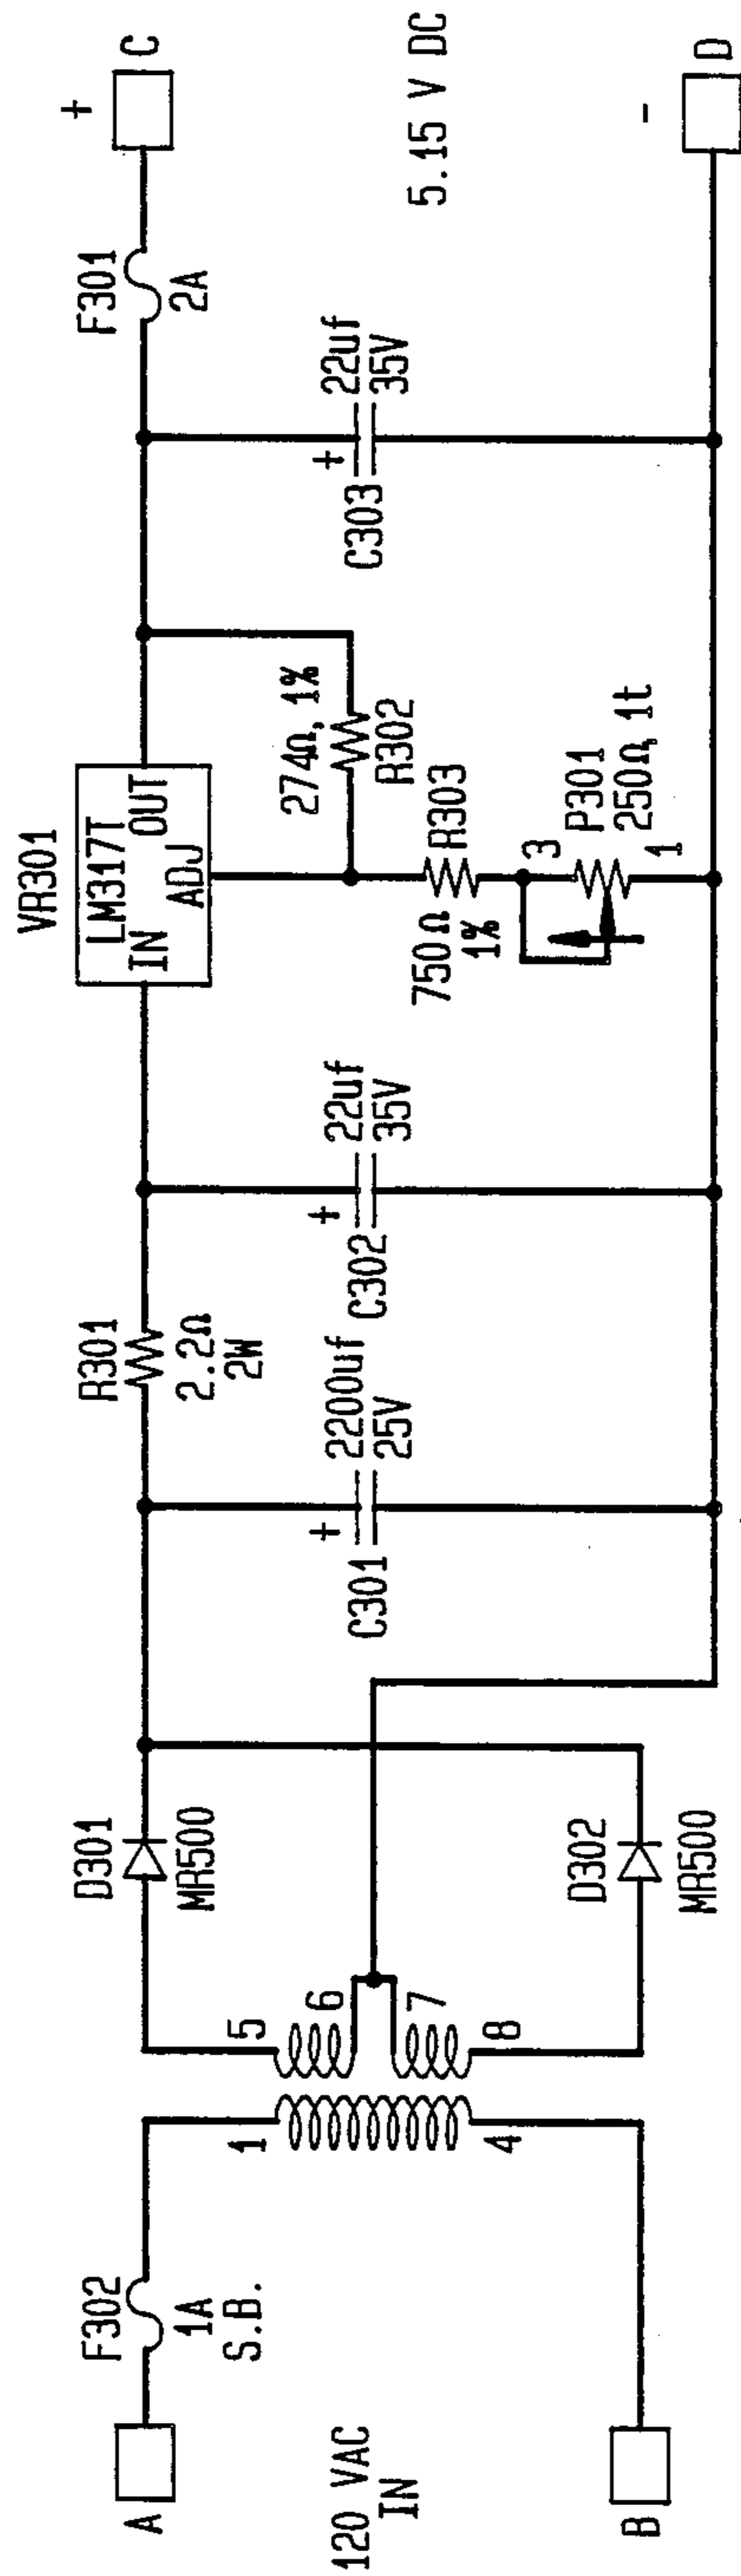 A
F302
1A
S.B.
120 VAC
IN
B
1
4
5
6
7
8
D301
MR500
D302
MR500
+
C301
2200uf
25V
R301
2.2Ω
2W
+
C302
22uf
35V
VR301
LM317T
IN
OUT
ADJ
274Ω, 1%
R302
750Ω
1%
R303
3
P301
250Ω, 1t
1
+
C303
22uf
35V
F301
2A
+
C
5.15 V DC
-
D